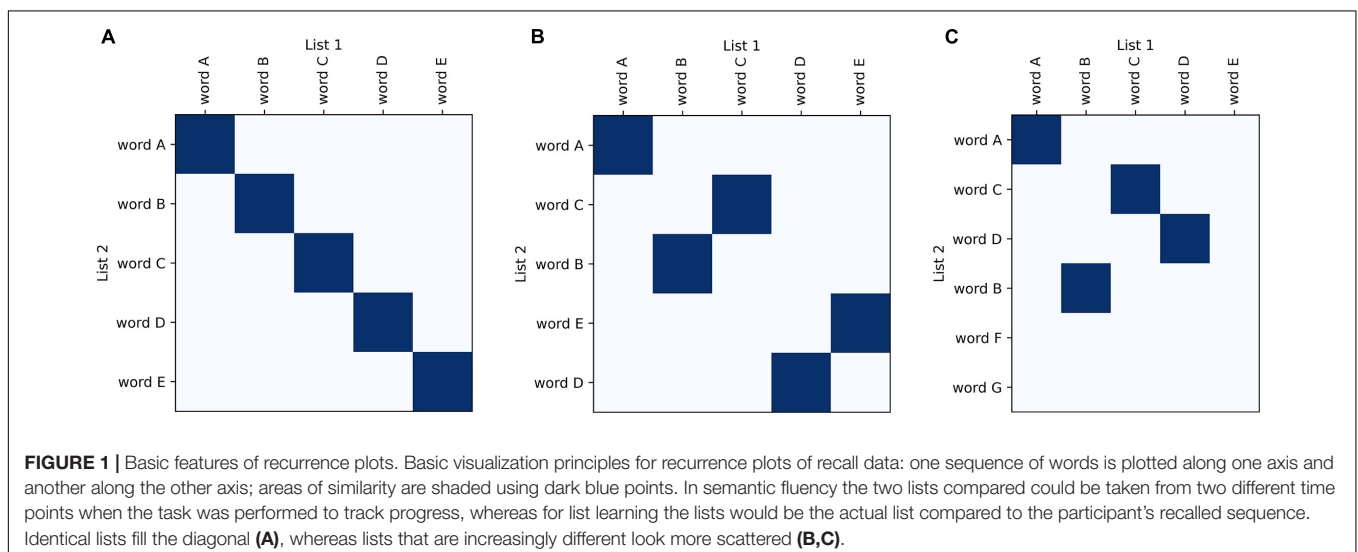 A
List 1
word A
word B
word C
word D
word E
List 2
word A
word B
word C
word D
word E
B
List 1
word A
word B
word C
word D
word E
List 2
word A
word C
word B
word E
word D
C
List 1
word A
word B
word C
word D
word E
List 2
word A
word C
word D
word B
word F
word G
FIGURE 1 | Basic features of recurrence plots. Basic visualization principles for recurrence plots of recall data: one sequence of words is plotted along one axis and
another along the other axis; areas of similarity are shaded using dark blue points. In semantic fluency the two lists compared could be taken from two different time
points when the task was performed to track progress, whereas for list learning the lists would be the actual list compared to the participant's recalled sequence.
Identical lists fill the diagonal (A), whereas lists that are increasingly different look more scattered (B,C).